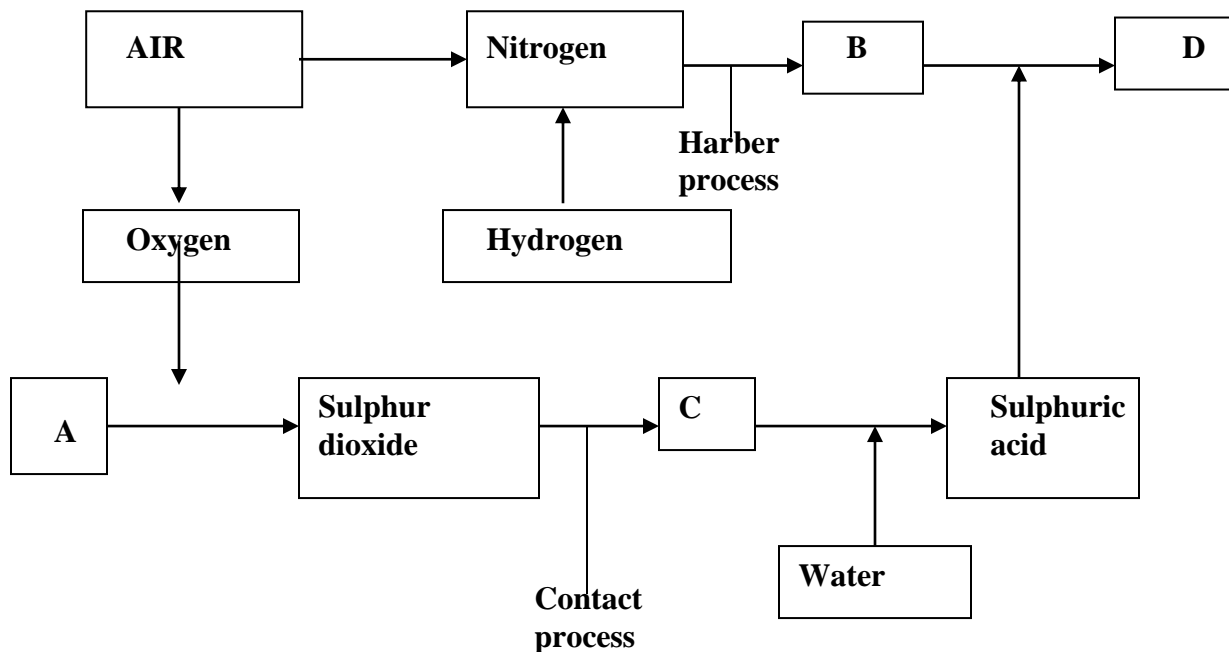 AIR
Nitrogen
B
D
Harber
process
Oxygen
Hydrogen
A
Sulphur
dioxide
C
Sulphuric
acid
Water
Contact
process